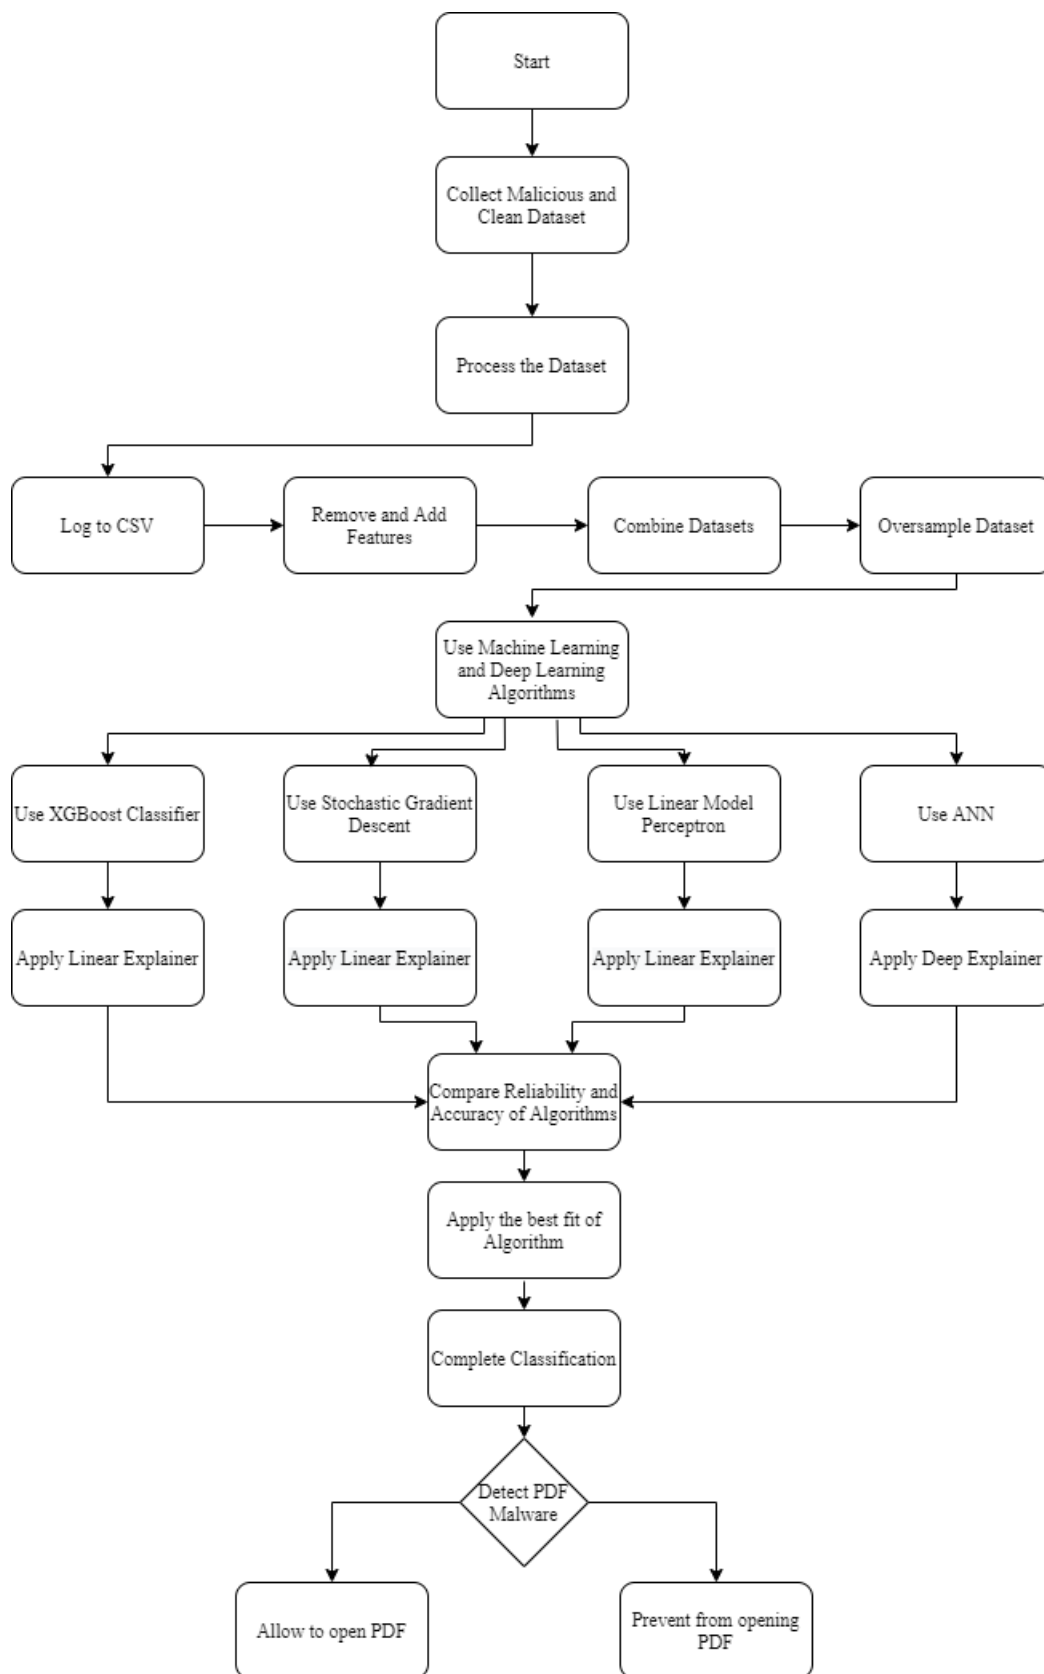 Start
Collect Malicious and
Clean Dataset
Process the Dataset
Log to CSV
Remove and Add
Features
Combine Datasets
Oversample Dataset
Use Machine Learning
and Deep Learning
Algorithms
Use XGBoost Classifier
Use Stochastic Gradient
Descent
Use Linear Model
Perceptron
Use ANN
Apply Linear Explainer
Apply Linear Explainer
Apply Linear Explainer
Apply Deep Explainer
Compare Reliability and
Accuracy of Algorithms
Apply the best fit of
Algorithm
Complete Classification
Detect PDF
Malware
Allow to open PDF
Prevent from opening
PDF